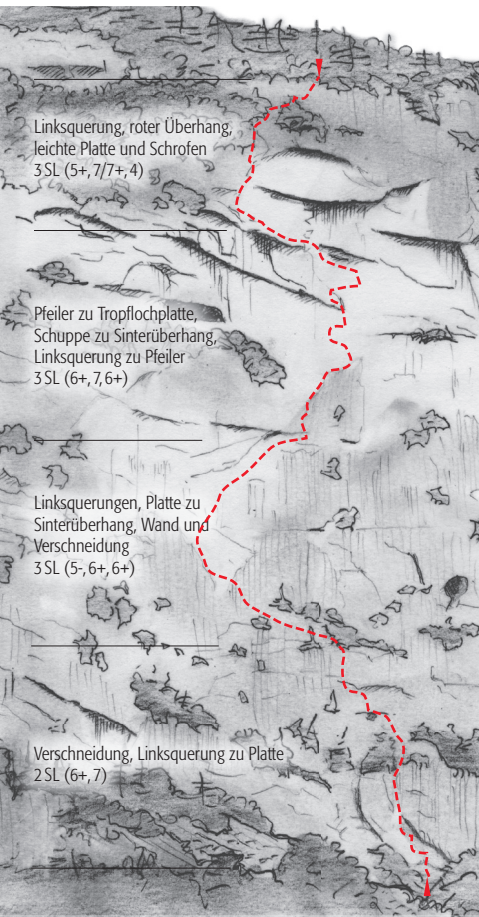 Linksquerung, roter Überhang,
leichte Platte und Schrofen
3 SL (5+, 7/7+, 4)
Pfeiler zu Tropflochplatte,
Schuppe zu Sinterüberhang,
Linksquerung zu Pfeiler
3 SL (6+, 7, 6+)
Linksquerungen, Platte zu
Sinterüberhang, Wand und
Verschneidung
3 SL (5-, 6+, 6+)
Verschneidung, Linksquerung zu Platte
2 SL (6+, 7)